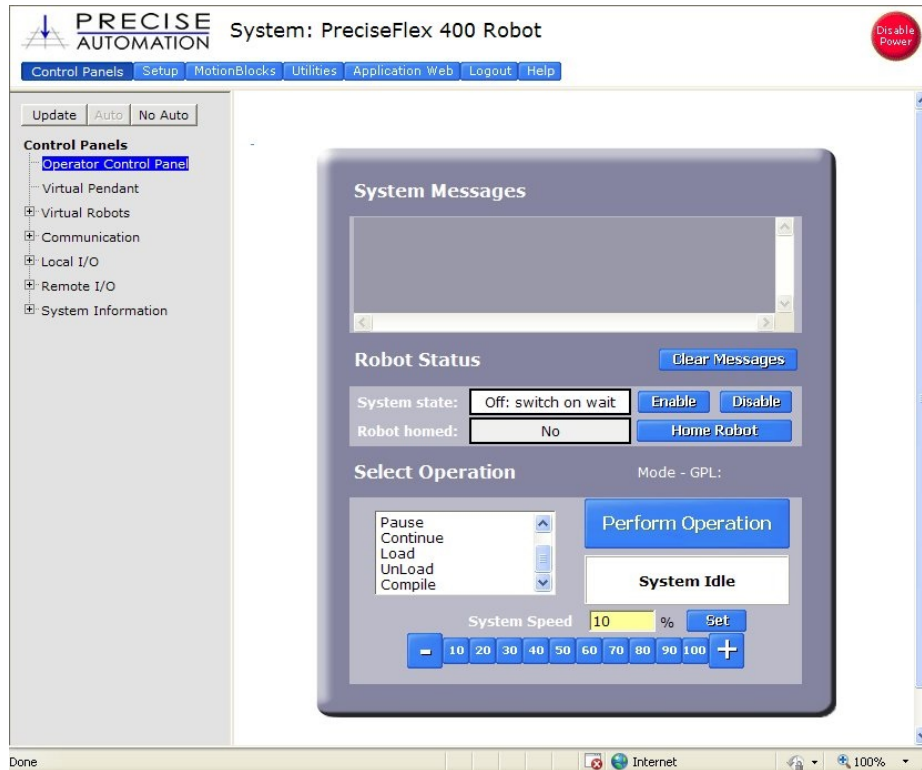 PRECISE
AUTOMATION
System: PreciseFlex 400 Robot
Disable
Power
Control Panels Setup MotionBlocks Utilities Application Web Logout Help
Update Auto No Auto
Control Panels
Operator Control Panel
Virtual Pendant
Virtual Robots
Communication
Local I/O
Remote I/O
System Information
System Messages
Robot Status Clear Messages
System state: Off: switch on wait Enable Disable
Robot homed: No Home Robot
Select Operation Mode - GPL:
Pause
Continue
Load
UnLoad
Compile
Perform Operation
System Idle
System Speed 10 % Set
- 10 20 30 40 50 60 70 80 90 100 +
Done Internet 100%